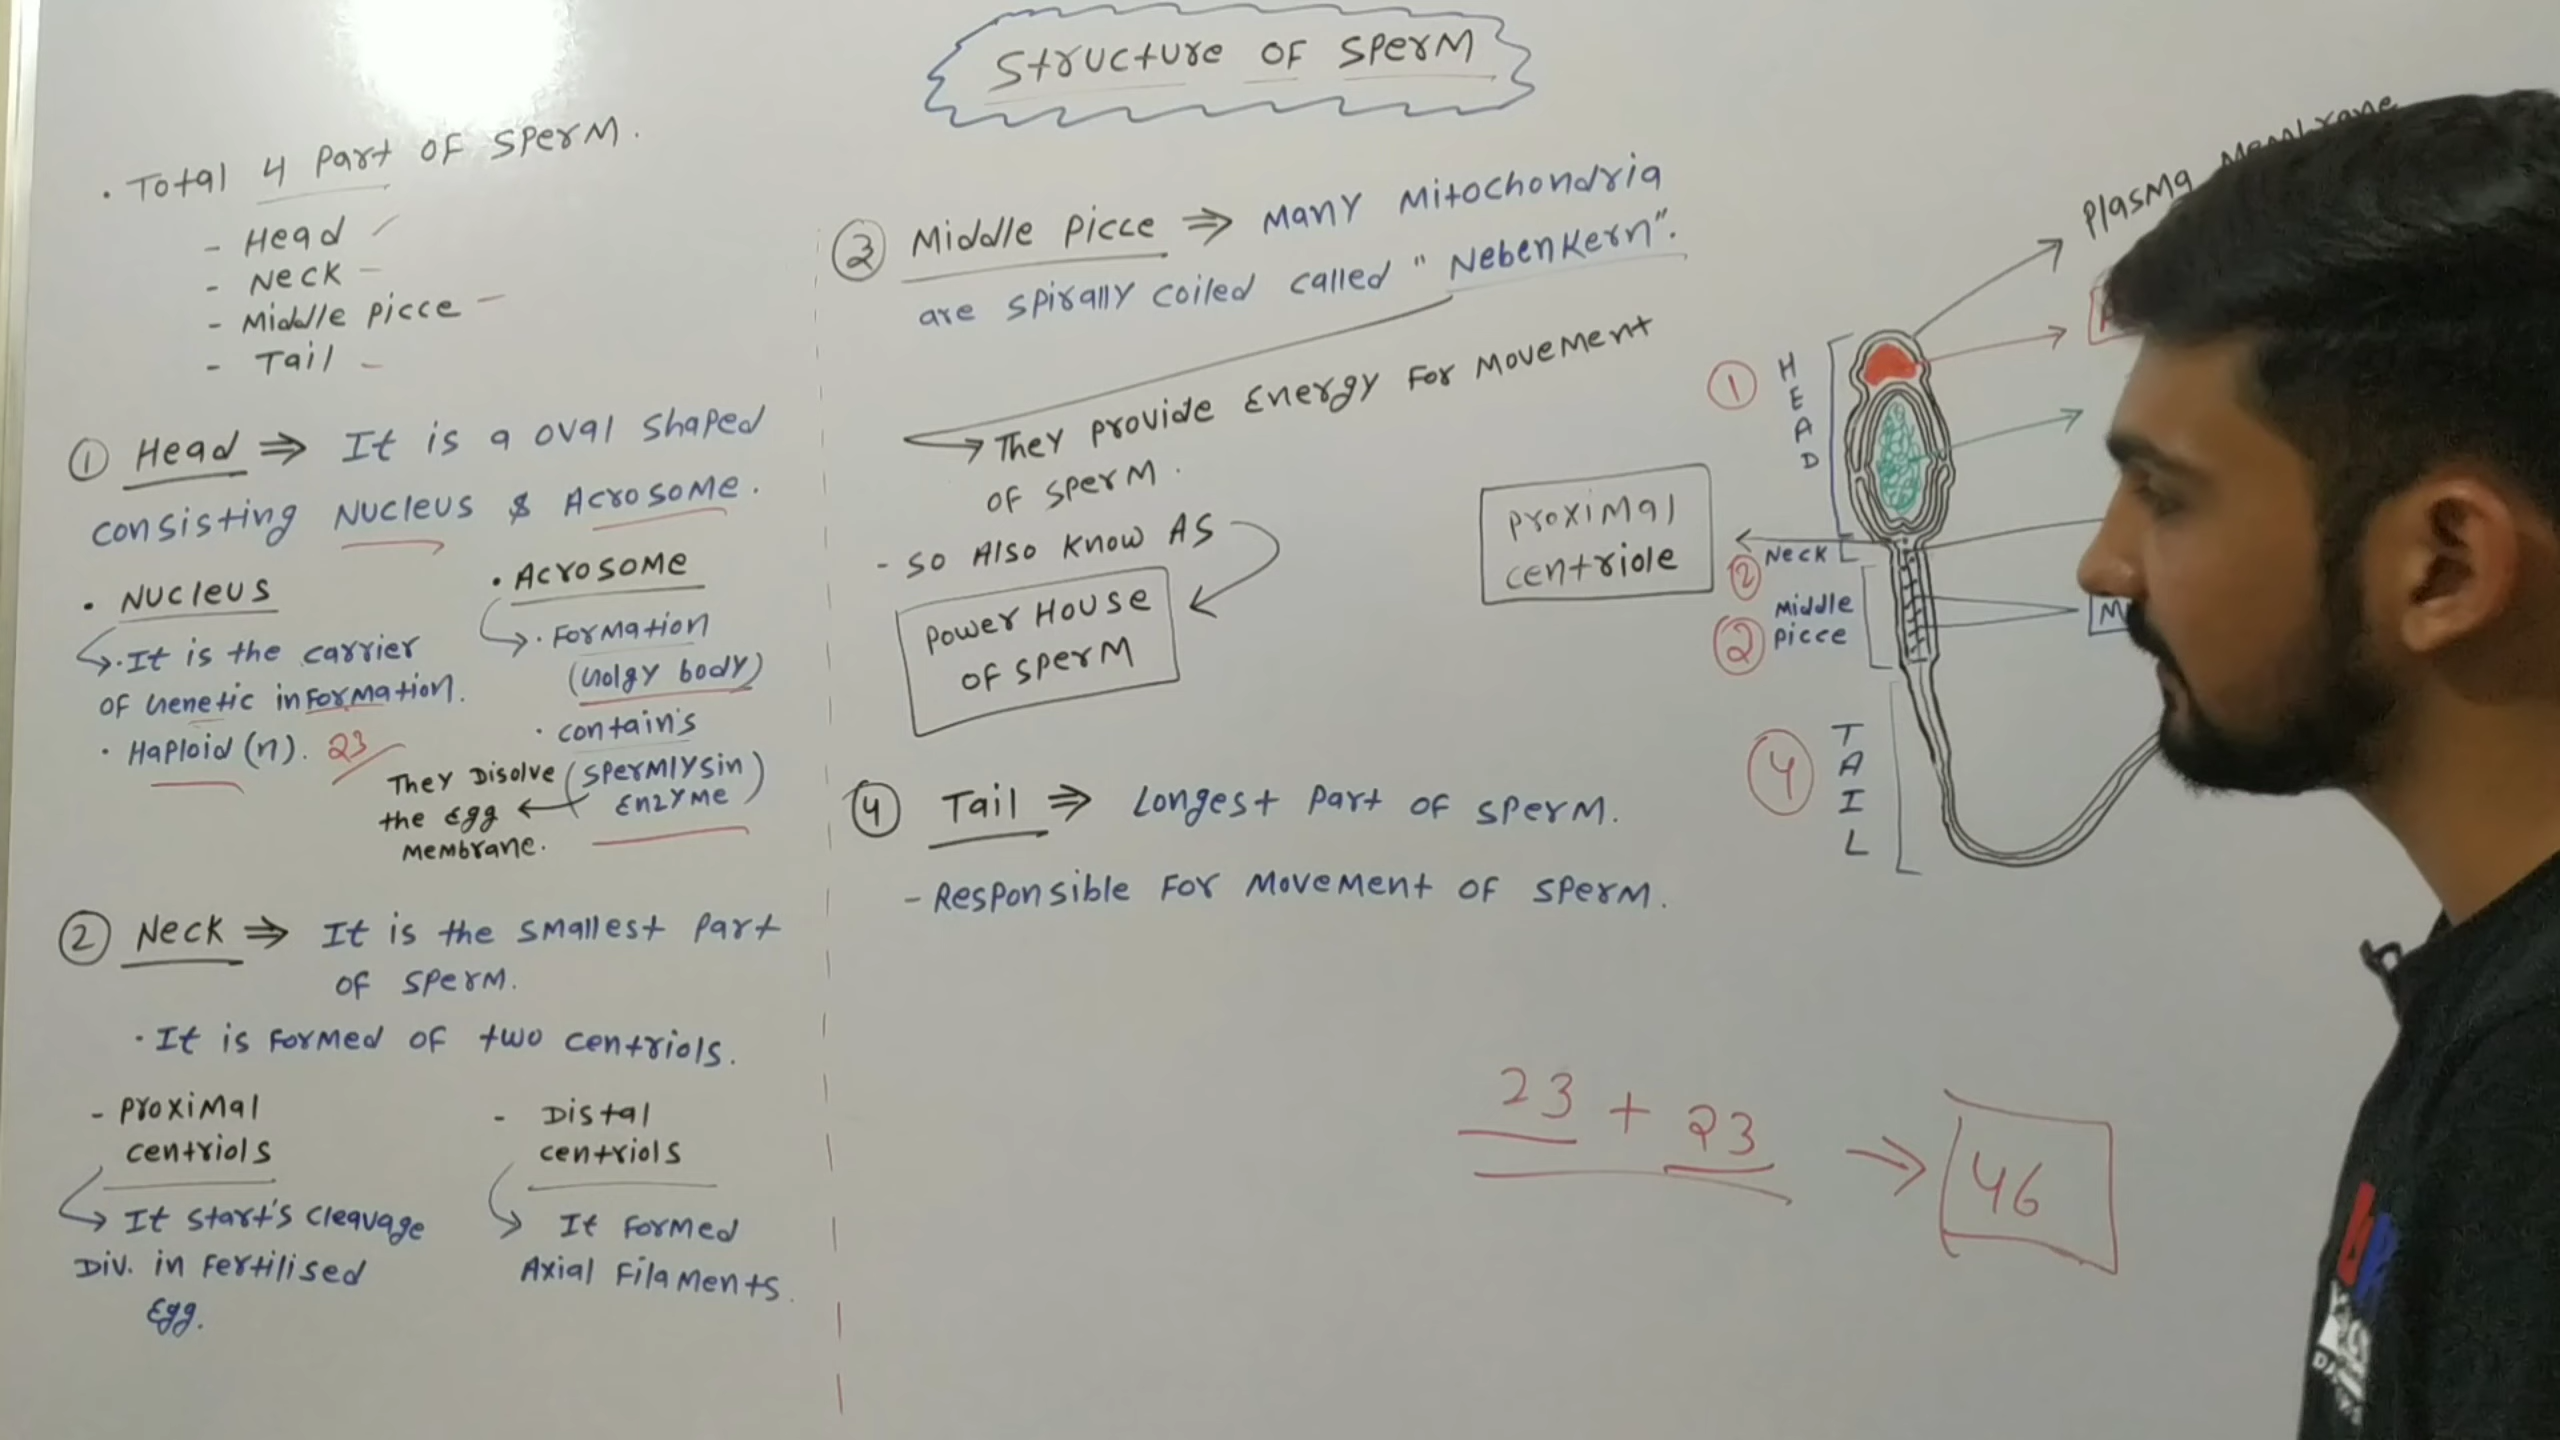 Structure OF SperM
• Total 4 Part OF SperM.
- Head
- Neck
- Middle Picce
- Tail
① Head ⇒ It is a oval shaped
consisting Nucleus & Acrosome.
• Nucleus
It is the carrier
OF Genetic information.
• Haploid (n). 23
• Acrosome
• Formation
(Golgy body)
• contain's
(spermlysin
Enzyme)
They Disolve
the Egg
Membrane.
② Neck ⇒ It is the smallest part
OF SperM.
• It is formed OF two centriols.
- Proximal
centriols
It start's cleavage
Div. in Fertilised
Egg.
- Distal
centriols
It formed
Axial Filaments.
③ Middle Picce ⇒ Many Mitochondria
are spirally coiled called "NebenKern".
They provide Energy For Movement
OF SperM.
- So Also Know As
Power House
OF SperM
④ Tail ⇒ Longest Part OF SperM.
- Responsible For Movement OF SperM.
Plasma Membrane
① HEAD
Proximal
centriole
② Neck
② Middle
Picce
M
④ TAIL
23 + 23 ⇒ 46